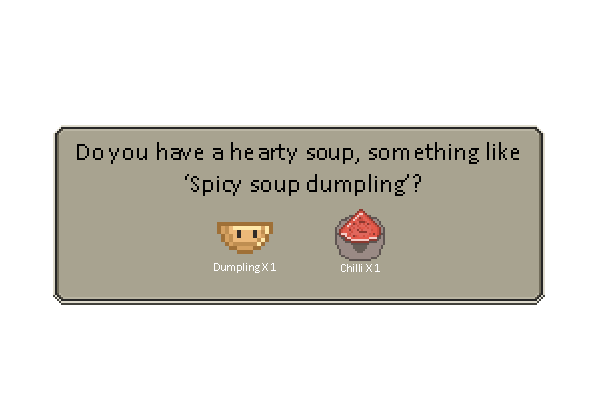 Do you have a hearty soup, something like
‘Spicy soup dumpling’?
Dumpling X 1
Chilli X 1